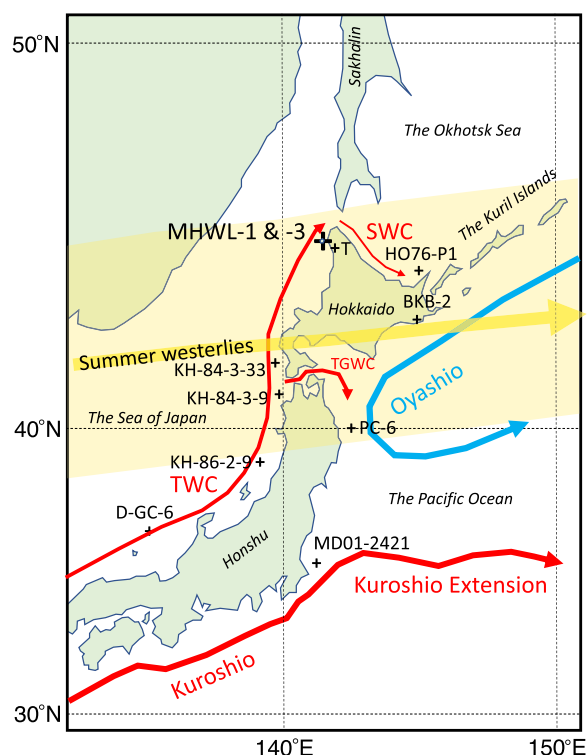 50°N
Sakhalin
The Okhotsk Sea
The Kuril Islands
MHWL-1 & -3
SWC
T
HO76-P1
Hokkaido
BKB-2
Summer westerlies
KH-84-3-33
TGWC
Oyashio
KH-84-3-9
The Sea of Japan
40°N
PC-6
KH-86-2-9
TWC
The Pacific Ocean
D-GC-6
Honshu
MD01-2421
Kuroshio Extension
Kuroshio
30°N
140°E
150°E